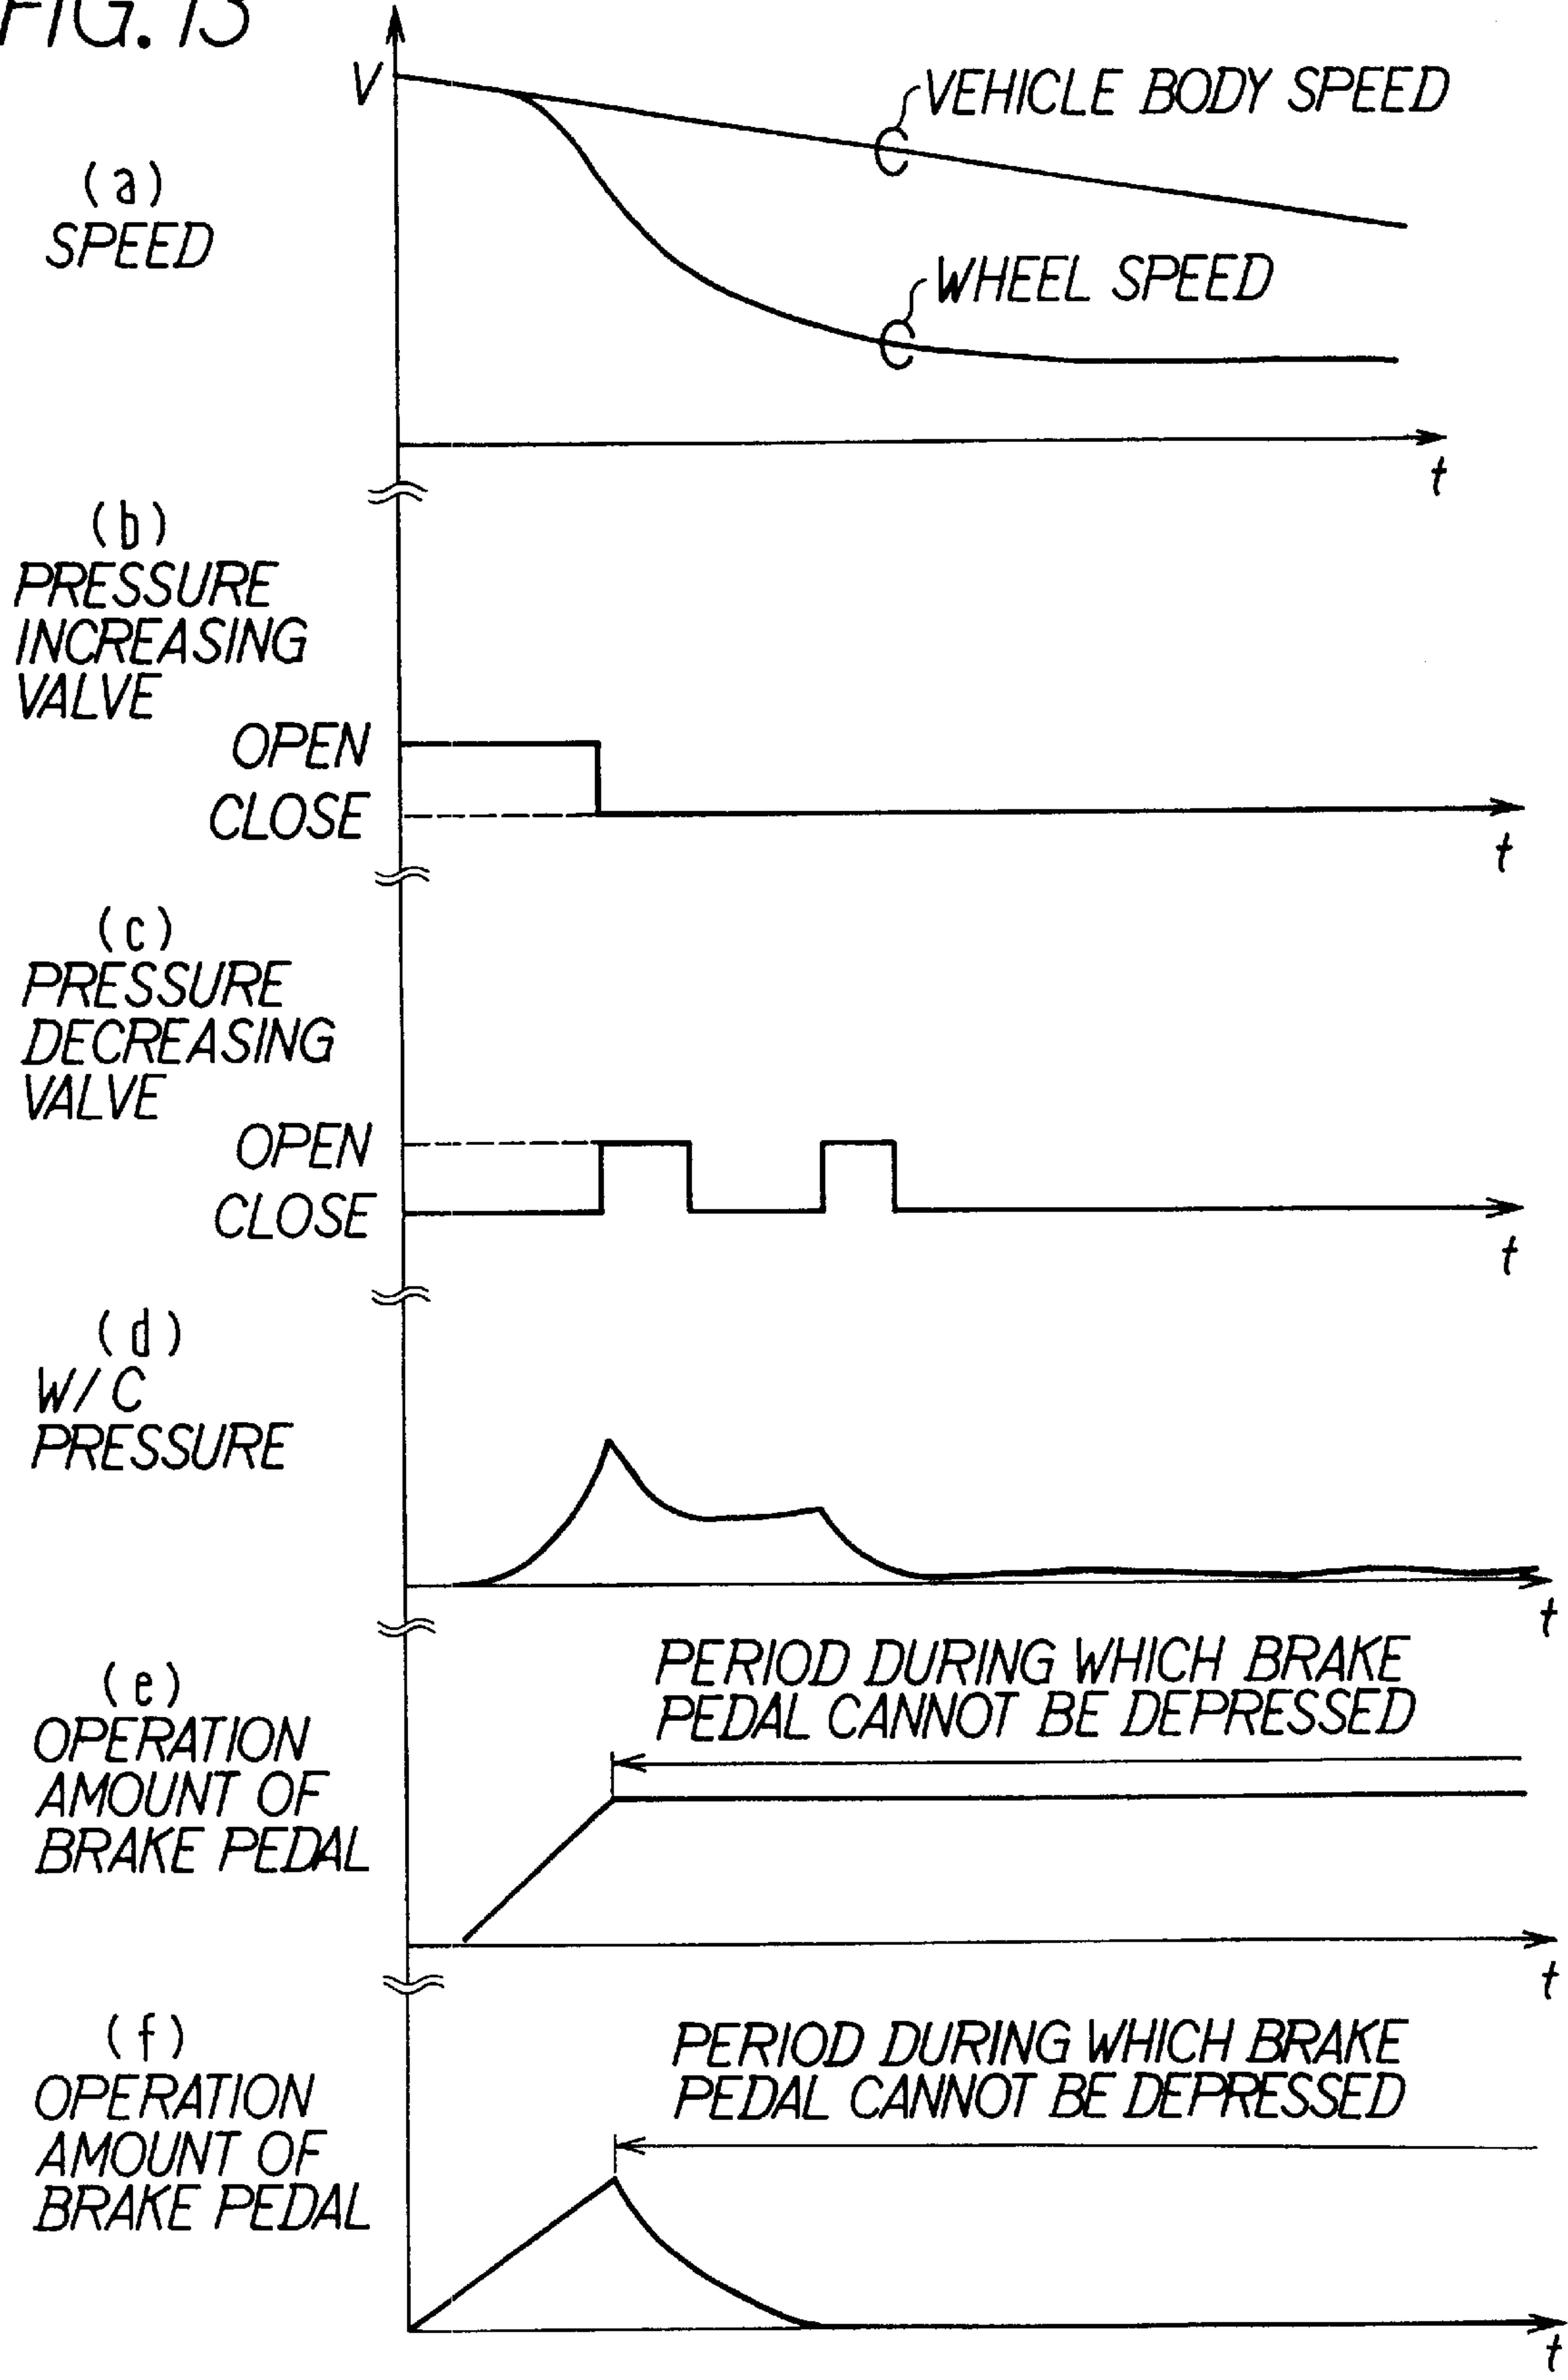 FIG. 13
V
VEHICLE BODY SPEED
(a)
SPEED
WHEEL SPEED
t
(b)
PRESSURE
INCREASING
VALVE
OPEN
CLOSE
t
(c)
PRESSURE
DECREASING
VALVE
OPEN
CLOSE
t
(d)
W/C
PRESSURE
t
PERIOD DURING WHICH BRAKE
PEDAL CANNOT BE DEPRESSED
(e)
OPERATION
AMOUNT OF
BRAKE PEDAL
t
PERIOD DURING WHICH BRAKE
PEDAL CANNOT BE DEPRESSED
(f)
OPERATION
AMOUNT OF
BRAKE PEDAL
t